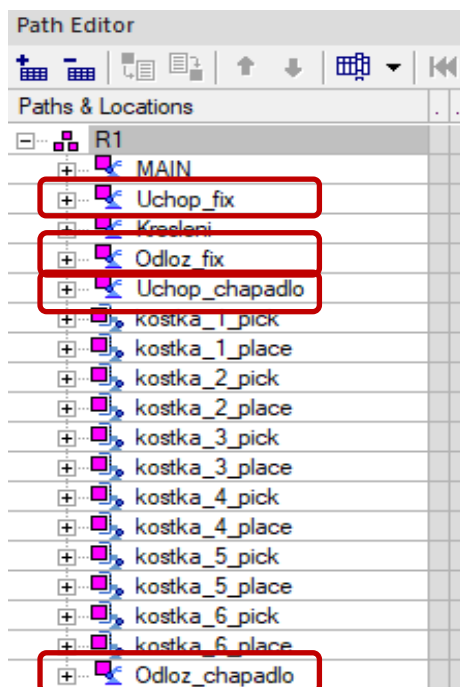 Path Editor
Paths & Locations
R1
MAIN
Uchop_fix
Kresleni
Odloz_fix
Uchop_chapadlo
kostka_1_pick
kostka_1_place
kostka_2_pick
kostka_2_place
kostka_3_pick
kostka_3_place
kostka_4_pick
kostka_4_place
kostka_5_pick
kostka_5_place
kostka_6_pick
kostka_6_place
Odloz_chapadlo